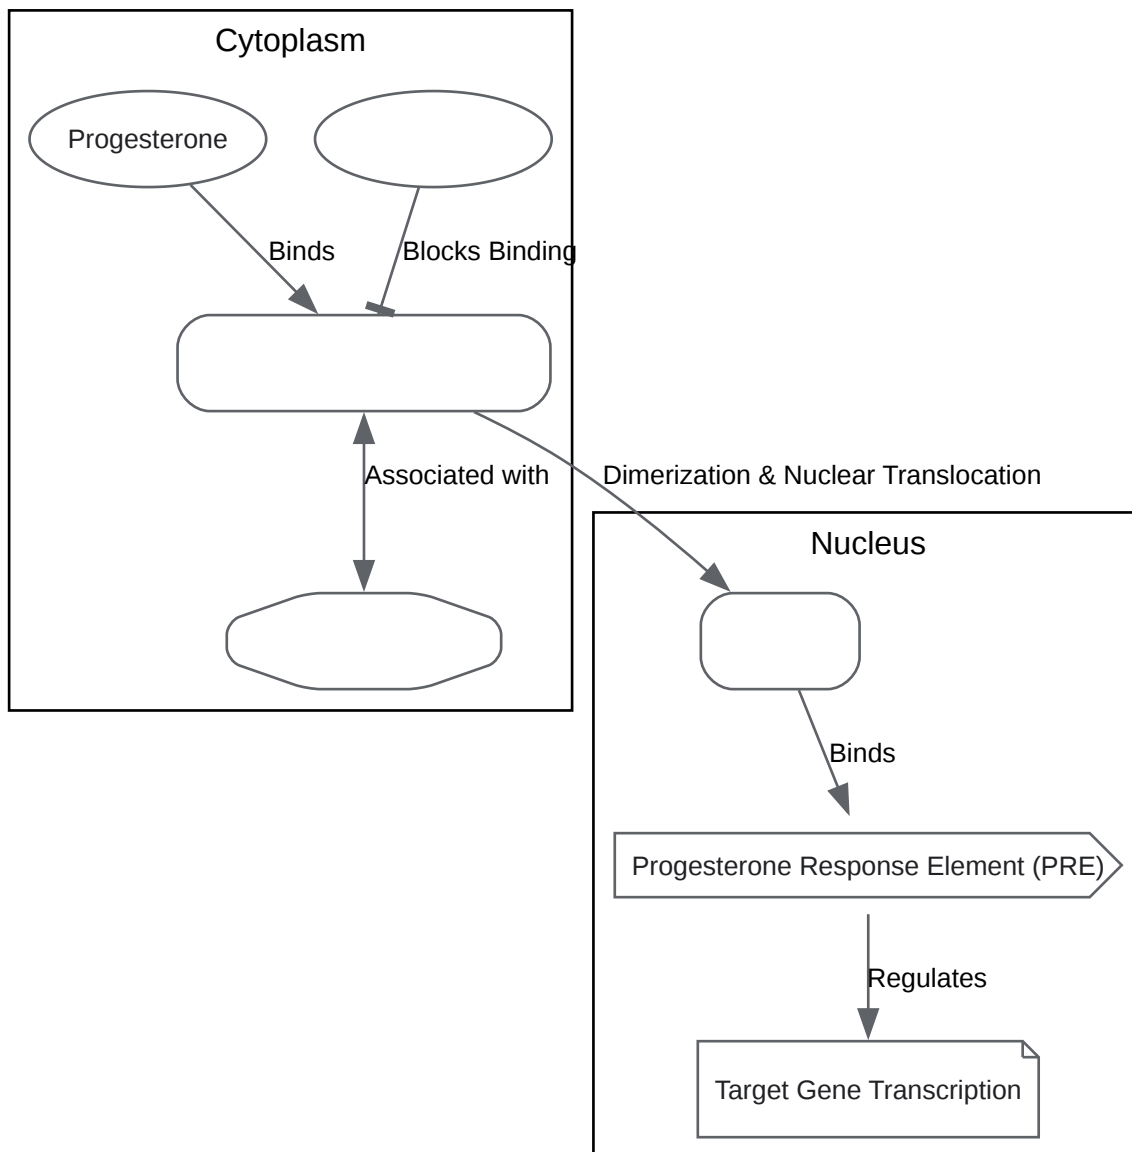 Cytoplasm
Progesterone
Binds
Blocks Binding
Associated with
Dimerization & Nuclear Translocation
Nucleus
Binds
Progesterone Response Element (PRE)
Regulates
Target Gene Transcription